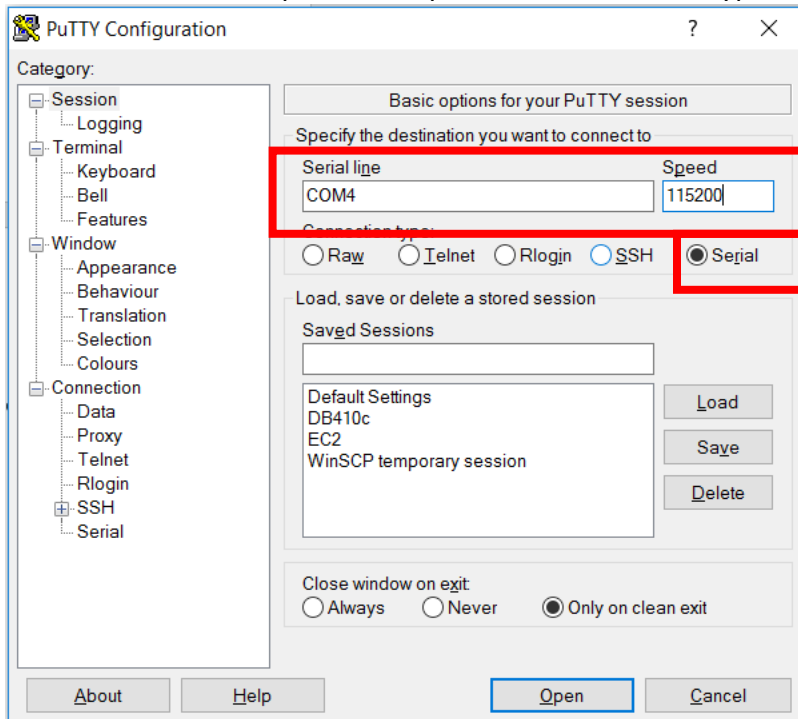 PuTTY Configuration ?
Category:
Session
Logging
Terminal
Keyboard
Bell
Features
Window
Appearance
Behaviour
Translation
Selection
Colours
Connection
Data
Proxy
Telnet
Rlogin
SSH
Serial
Basic options for your PuTTY session
Specify the destination you want to connect to
Serial line Speed
COM4 115200
Connection type:
Raw Telnet Rlogin SSH Serial
Load, save or delete a stored session
Saved Sessions
Default Settings
DB410c
EC2
WinSCP temporary session
Load
Save
Delete
Close window on exit:
Always Never Only on clean exit
About Help Open Cancel